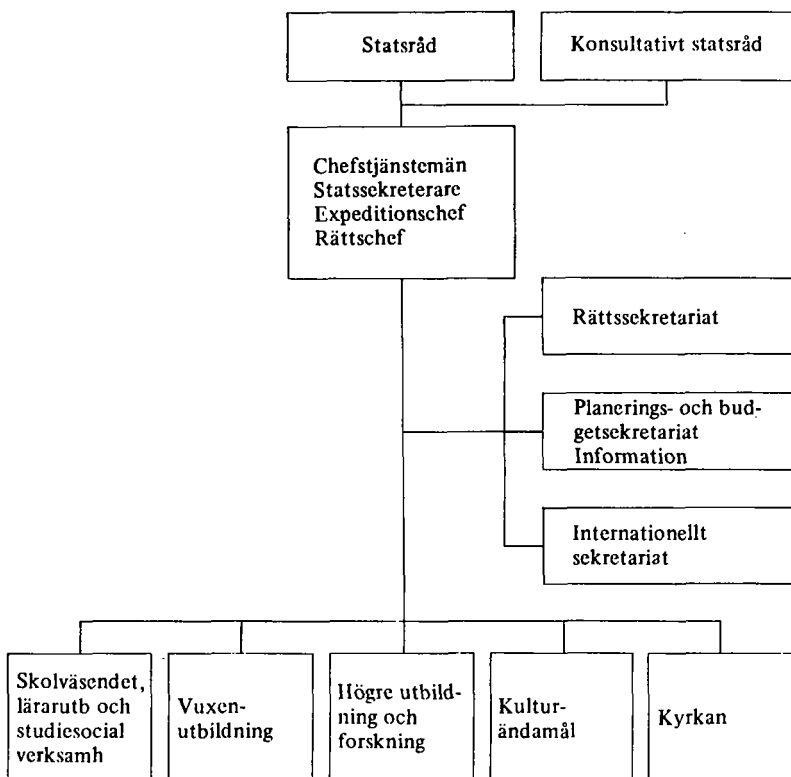 Statsråd
Konsultativt statsråd
Chefstjänstemän
Statssekreterare
Expeditionschef
Rättschef
Rättssekretariat
Planerings- och bud-
getsekretariat
Information
Internationellt
sekretariat
Skolväsendet,
lärarutb och
studiesocial
verksamh
Vuxen-
utbildning
Högre utbild-
ning och
forskning
Kultur-
ändamål
Kyrkan